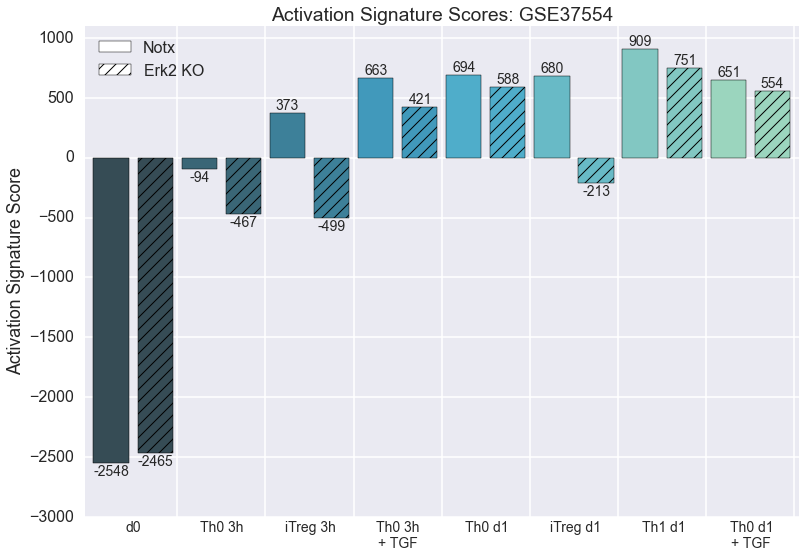 Activation Signature Scores: GSE37554
Activation Signature Score
1000
500
0
−500
−1000
−1500
−2000
−2500
−3000
Notx
Erk2 KO
-2548
-2465
-94
-467
373
-499
663
421
694
588
680
-213
909
751
651
554
d0
Th0 3h
iTreg 3h
Th0 3h
+ TGF
Th0 d1
iTreg d1
Th1 d1
Th0 d1
+ TGF